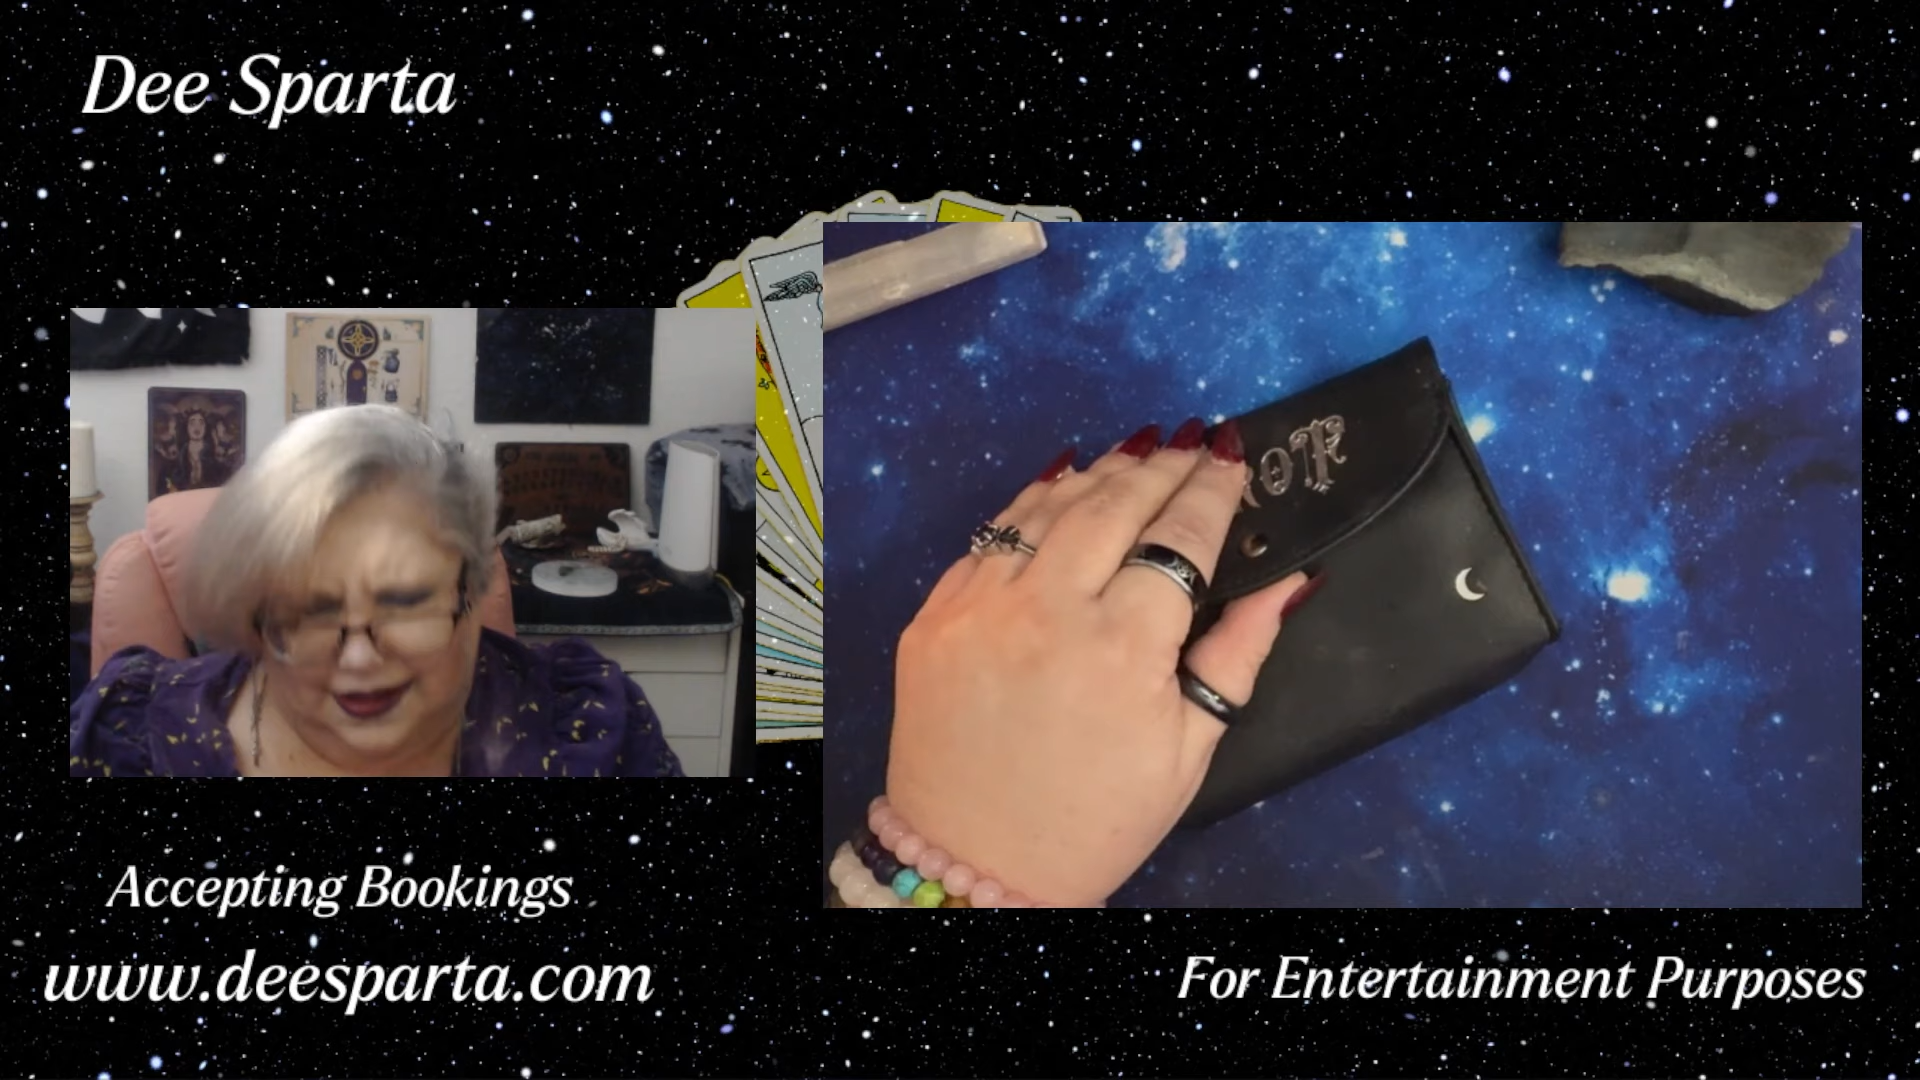 Dee Sparta
Accepting Bookings
www.deesparta.com
For Entertainment Purposes